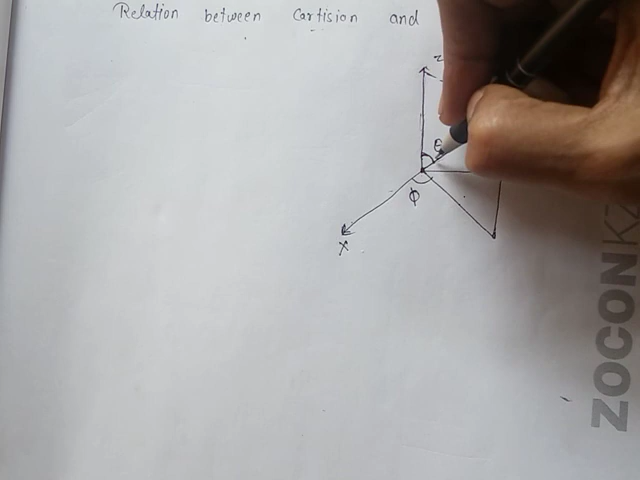 Relation between Cartision and
z
θ
φ
x
ZOCONK